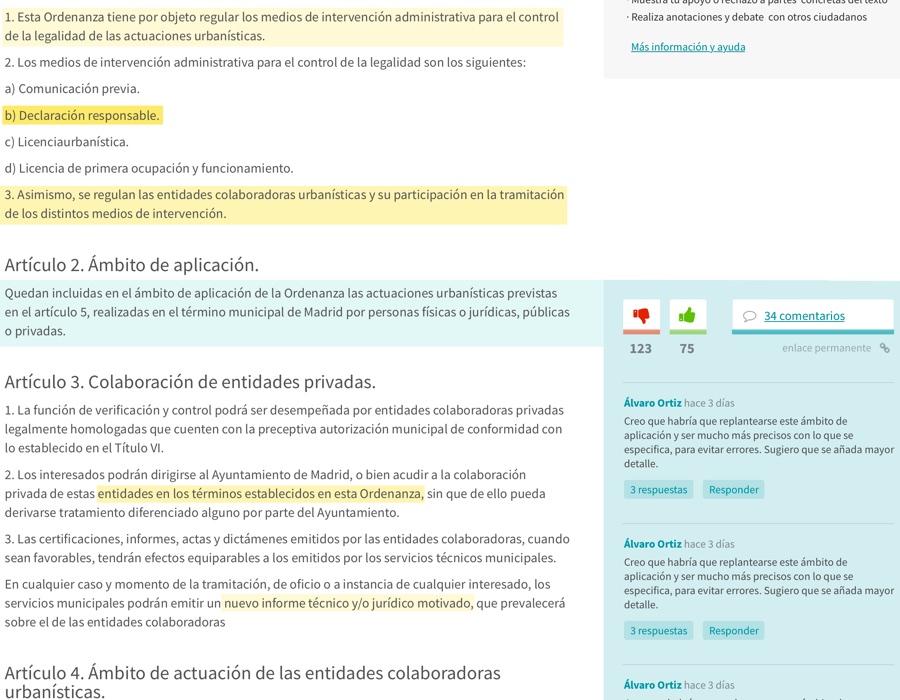 1. Esta Ordenanza tiene por objeto regular los medios de intervención administrativa para el control
de la legalidad de las actuaciones urbanísticas.
2. Los medios de intervención administrativa para el control de la legalidad son los siguientes:
a) Comunicación previa.
b) Declaración responsable.
c) Licenciaurbanística.
d) Licencia de primera ocupación y funcionamiento.
3. Asimismo, se regulan las entidades colaboradoras urbanísticas y su participación en la tramitación
de los distintos medios de intervención.
Artículo 2. Ámbito de aplicación.
Quedan incluidas en el ámbito de aplicación de la Ordenanza las actuaciones urbanísticas previstas
en el artículo 5, realizadas en el término municipal de Madrid por personas físicas o jurídicas, públicas
o privadas.
Artículo 3. Colaboración de entidades privadas.
1. La función de verificación y control podrá ser desempeñada por entidades colaboradoras privadas
legalmente homologadas que cuenten con la preceptiva autorización municipal de conformidad con
lo establecido en el Título VI.
2. Los interesados podrán dirigirse al Ayuntamiento de Madrid, o bien acudir a la colaboración
privada de estas entidades en los términos establecidos en esta Ordenanza, sin que de ello pueda
derivarse tratamiento diferenciado alguno por parte del Ayuntamiento.
3. Las certificaciones, informes, actas y dictámenes emitidos por las entidades colaboradoras, cuando
sean favorables, tendrán efectos equiparables a los emitidos por los servicios técnicos municipales.
En cualquier caso y momento de la tramitación, de oficio o a instancia de cualquier interesado, los
servicios municipales podrán emitir un nuevo informe técnico y/o jurídico motivado, que prevalecerá
sobre el de las entidades colaboradoras
Artículo 4. Ámbito de actuación de las entidades colaboradoras
urbanísticas.
· Muestra tu apoyo o rechazo a partes concretas del texto
· Realiza anotaciones y debate con otros ciudadanos
Más información y ayuda
34 comentarios
123 75
enlace permanente
Álvaro Ortiz hace 3 días
Creo que habría que replantearse este ámbito de
aplicación y ser mucho más precisos con lo que se
especifica, para evitar errores. Sugiero que se añada mayor
detalle.
3 respuestas Responder
Álvaro Ortiz hace 3 días
Creo que habría que replantearse este ámbito de
aplicación y ser mucho más precisos con lo que se
especifica, para evitar errores. Sugiero que se añada mayor
detalle.
3 respuestas Responder
Álvaro Ortiz hace 3 días